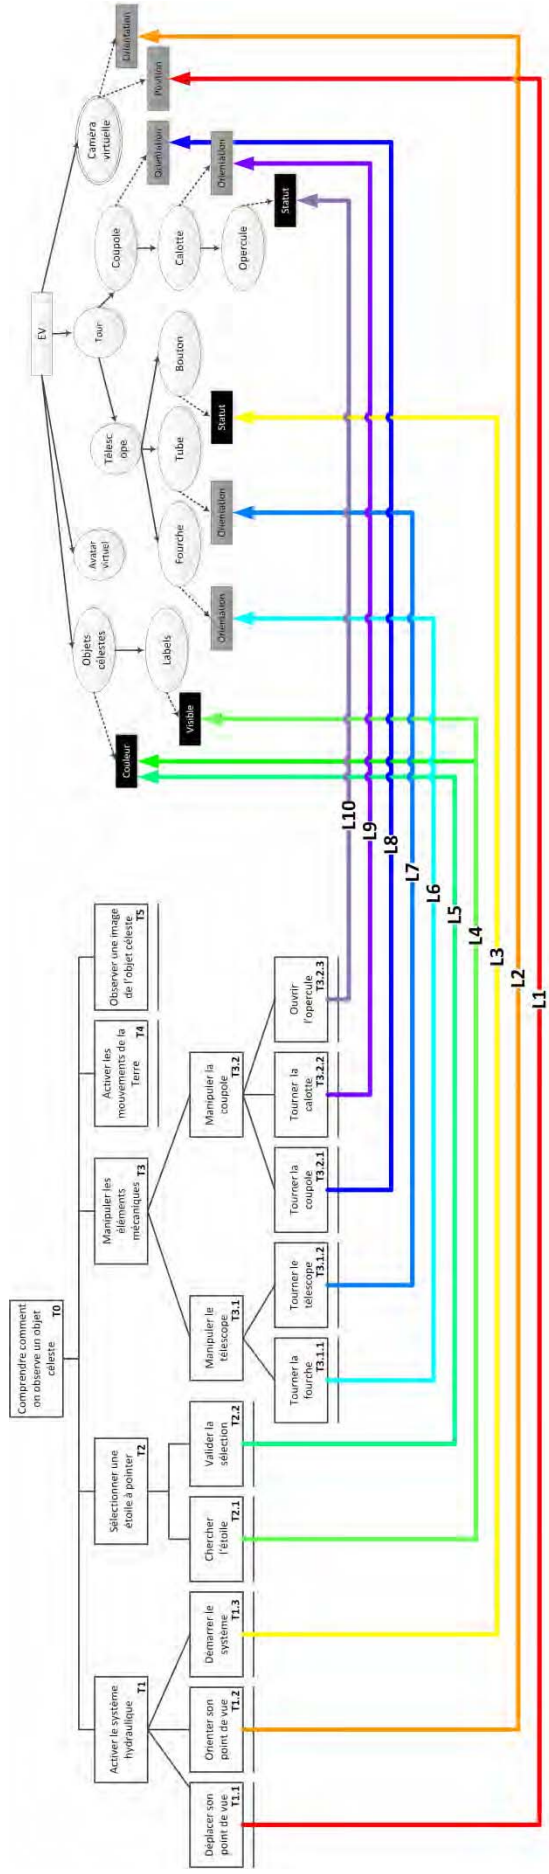 Comprendre comment
on observe un objet
céleste
T0
Activer le système
hydraulique
T1
Déplacer son
point de vue
T1.1
Orienter son
point de vue
T1.2
Démarrer le
système
T1.3
Sélectionner une
étoile à pointer
T2
Chercher
l'étoile
T2.1
Valider la
sélection
T2.2
Manipuler les
éléments
mécaniques
T3
Manipuler le
télescope
T3.1
Tourner la
fourche
T3.1.1
Tourner le
télescope
T3.1.2
Manipuler la
coupole
T3.2
Tourner la
coupole
T3.2.1
Tourner la
calotte
T3.2.2
Ouvrir
l'opercule
T3.2.3
Activer les
mouvements de la
Terre
T4
Observer une image
de l'objet céleste
T5
EV
Objets
célestes
Couleur
Labels
Visible
Avatar
virtuel
Tour
Télesc
ope
Fourche
Orientation
Tube
Orientation
Bouton
Statut
Coupole
Orientation
Calotte
Orientation
Opercule
Statut
Caméra
virtuelle
Position
Orientation
L10
L9
L8
L7
L6
L5
L4
L3
L2
L1